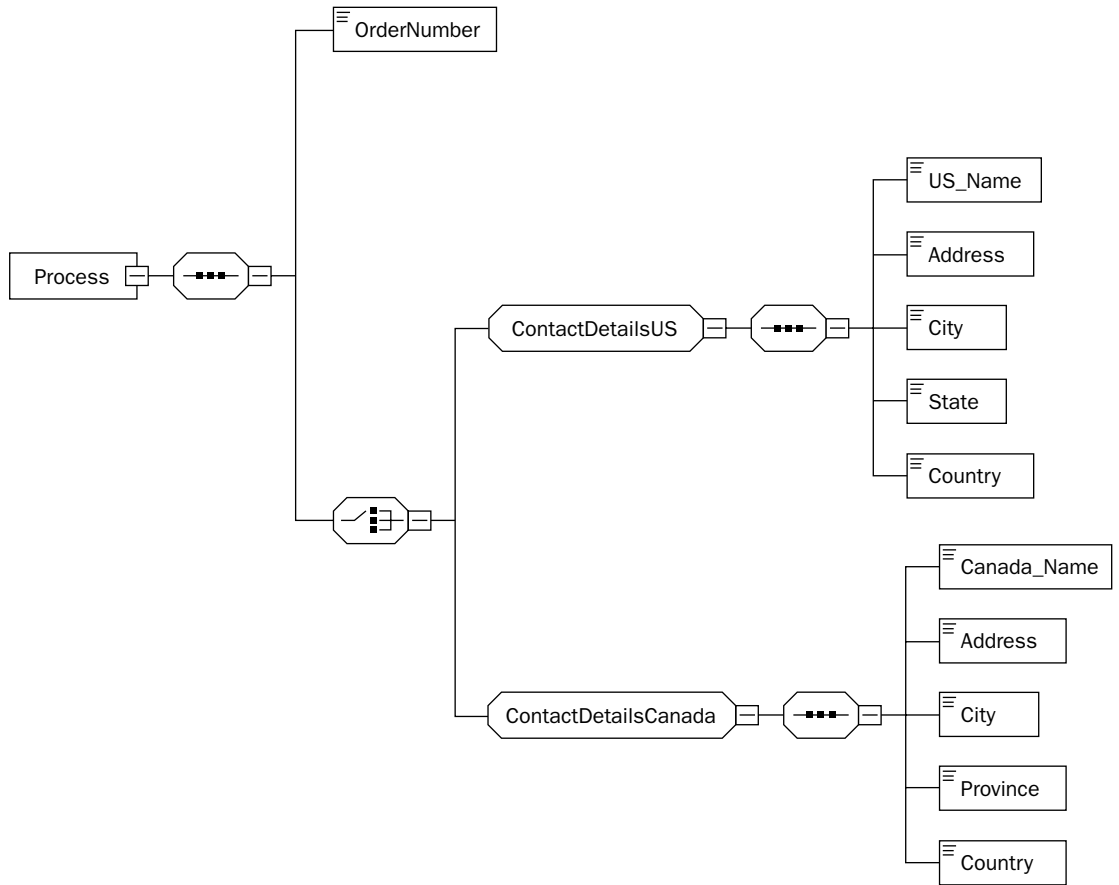 OrderNumber
Process
ContactDetailsUS
US_Name
Address
City
State
Country
ContactDetailsCanada
Canada_Name
Address
City
Province
Country